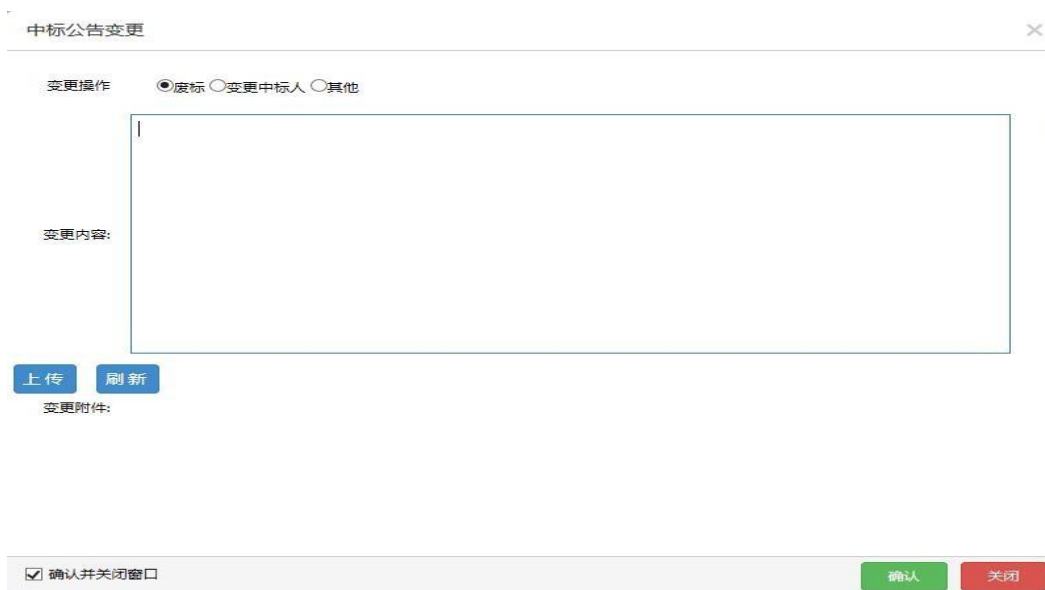 中标公告变更
变更操作 废标 变更中标人 其他
变更内容:
上传 刷新
变更附件:
确认并关闭窗口 确认 关闭